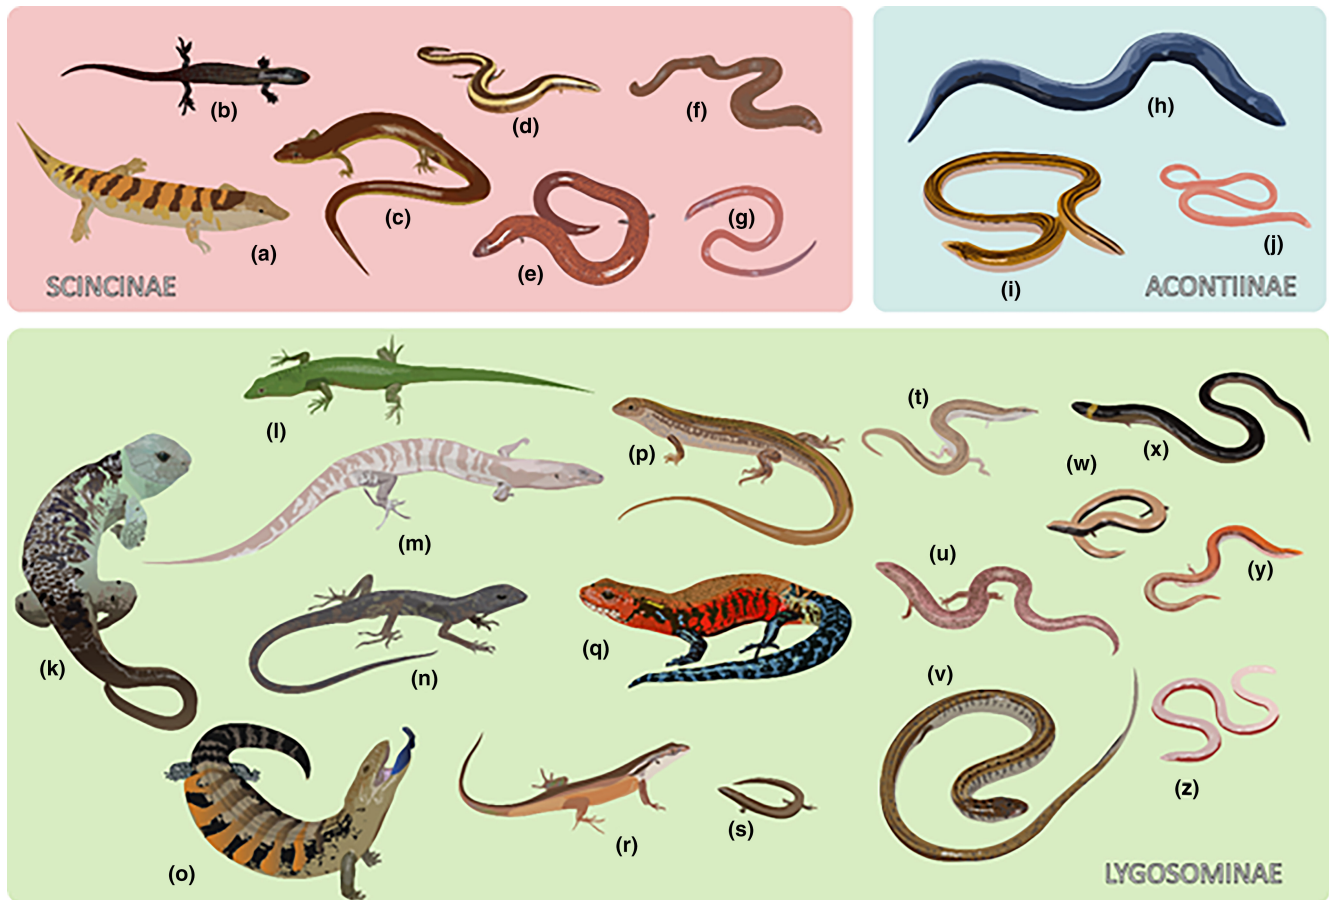 (b)
(d)
(f)
(h)
(c)
(g)
(a)
(e)
(j)
(i)
SCINCINAE
ACONTIINAE
(l)
(t)
(p)
(x)
(w)
(m)
(u)
(y)
(q)
(k)
(n)
(v)
(z)
(s)
(r)
(o)
LYGOSOMINAE